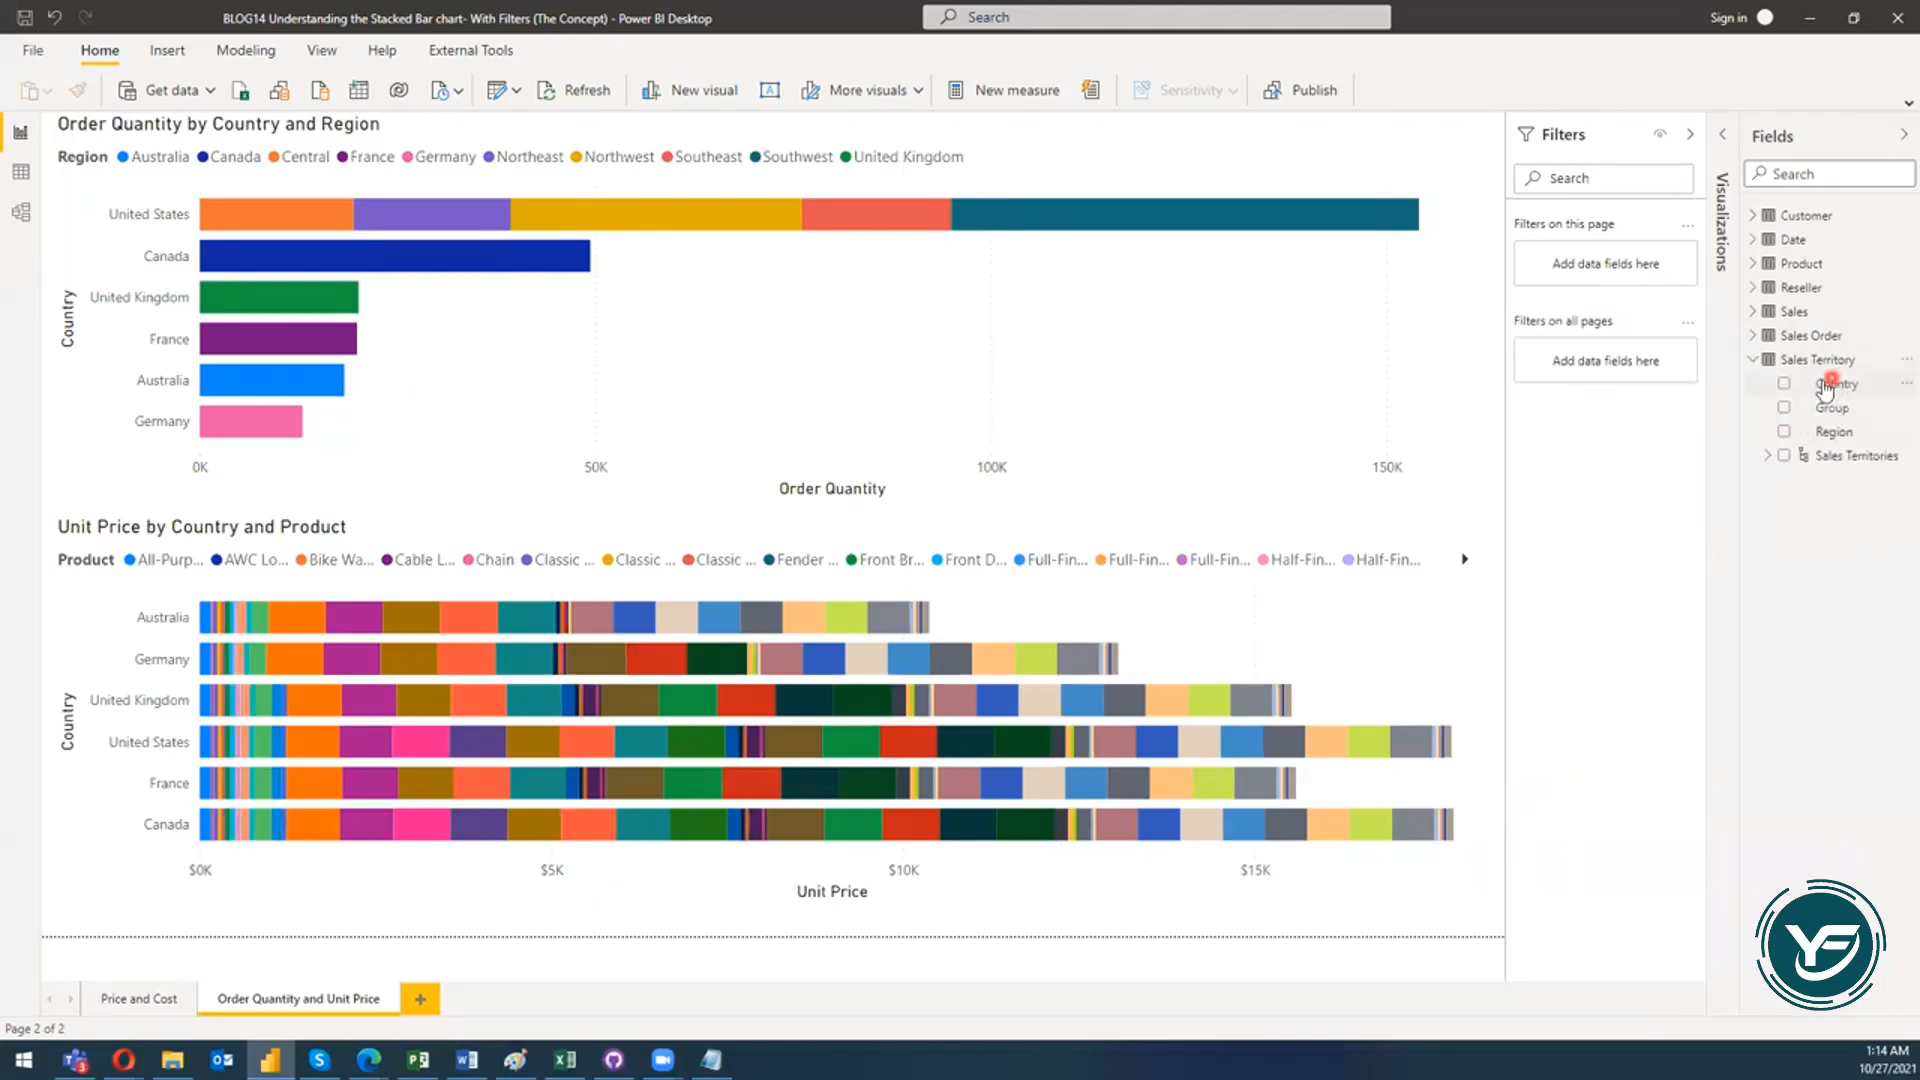 BLOG14 Understanding the Stacked Bar chart- With Filters (The Concept) - Power BI Desktop
Search
Sign in
File Home Insert Modeling View Help External Tools
Get data
Refresh
New visual
More visuals
New measure
Sensitivity
Publish
Order Quantity by Country and Region
Region Australia Canada Central France Germany Northeast Northwest Southeast Southwest United Kingdom
United States
Canada
United Kingdom
France
Australia
Germany
Country
0K 50K 100K 150K
Order Quantity
Unit Price by Country and Product
Product All-Purp... AWC Lo... Bike Wa... Cable L... Chain Classic ... Classic ... Classic ... Fender ... Front Br... Front D... Full-Fin... Full-Fin... Full-Fin... Half-Fin... Half-Fin...
Australia
Germany
United Kingdom
United States
France
Canada
Country
$0K $5K $10K $15K
Unit Price
Filters
Search
Filters on this page
Add data fields here
Filters on all pages
Add data fields here
Visualizations
Fields
Search
Customer
Date
Product
Reseller
Sales
Sales Order
Sales Territory
Country
Group
Region
Sales Territories
Price and Cost
Order Quantity and Unit Price
Page 2 of 2
1:14 AM
10/27/2021
YF